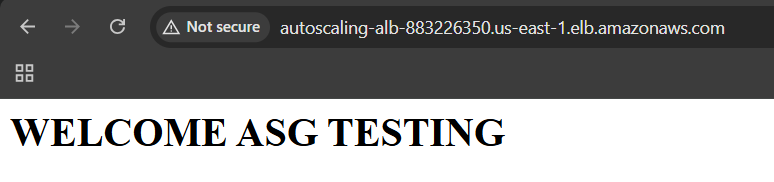 Not secure autoscaling-alb-883226350.us-east-1.elb.amazonaws.com
WELCOME ASG TESTING